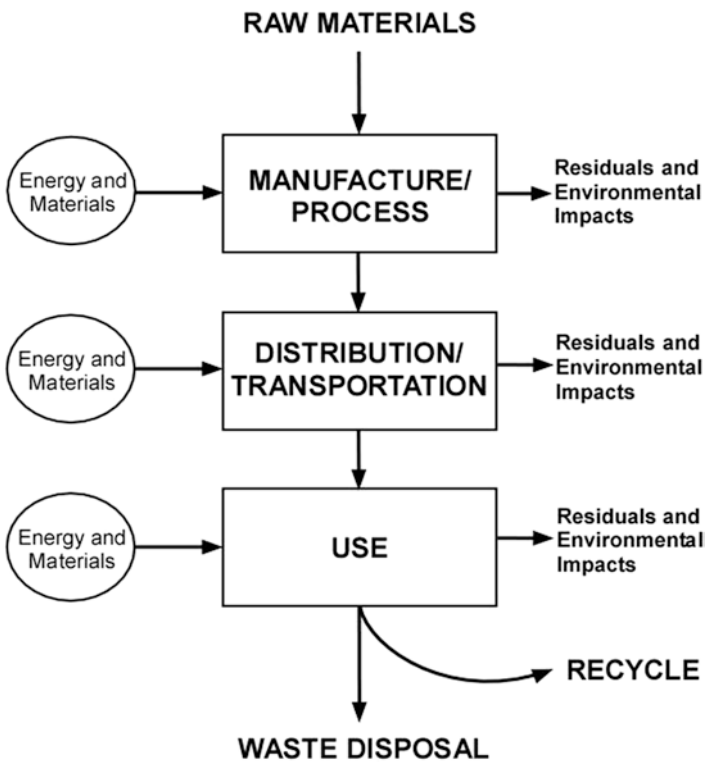 RAW MATERIALS
Energy and
Materials
MANUFACTURE/
PROCESS
Residuals and
Environmental
Impacts
Energy and
Materials
DISTRIBUTION/
TRANSPORTATION
Residuals and
Environmental
Impacts
Energy and
Materials
USE
Residuals and
Environmental
Impacts
RECYCLE
WASTE DISPOSAL